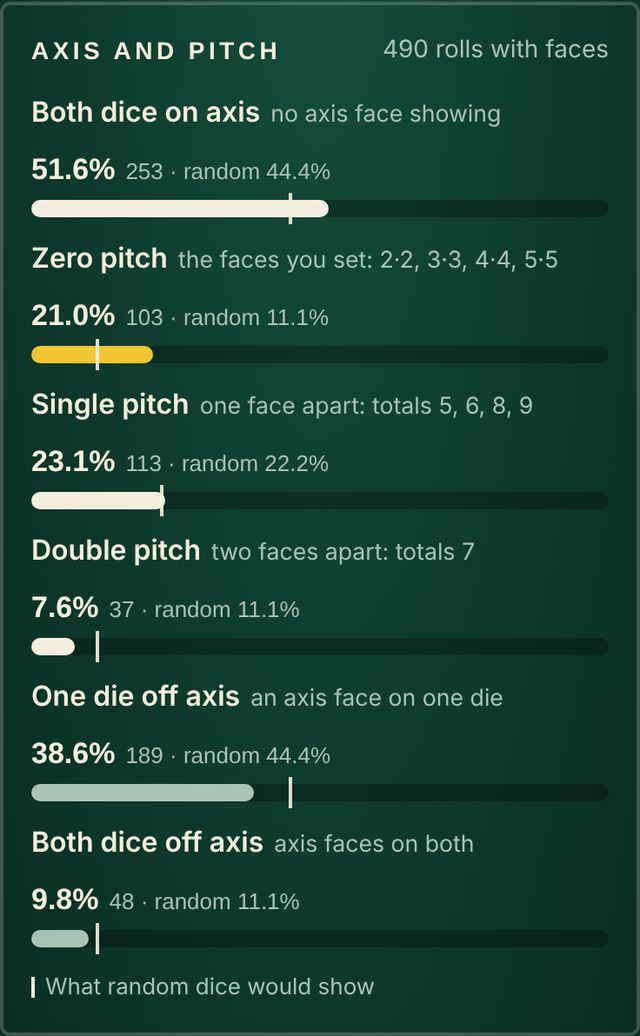 AXIS AND PITCH 490 rolls with faces
Both dice on axis no axis face showing
51.6% 253 · random 44.4%
Zero pitch the faces you set: 2·2, 3·3, 4·4, 5·5
21.0% 103 · random 11.1%
Single pitch one face apart: totals 5, 6, 8, 9
23.1% 113 · random 22.2%
Double pitch two faces apart: totals 7
7.6% 37 · random 11.1%
One die off axis an axis face on one die
38.6% 189 · random 44.4%
Both dice off axis axis faces on both
9.8% 48 · random 11.1%
What random dice would show